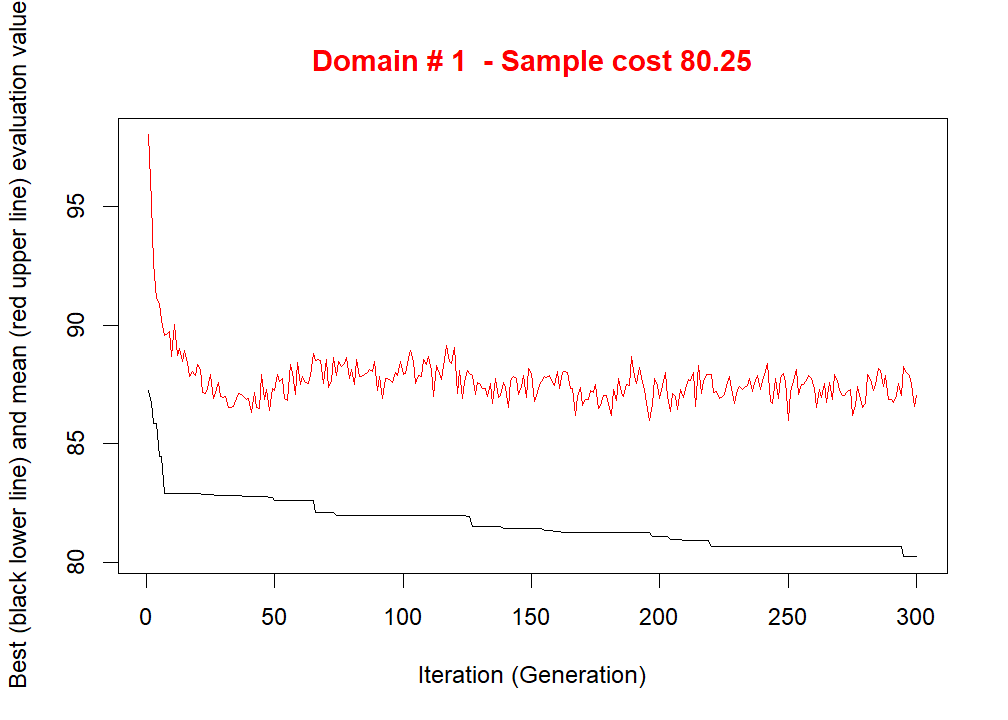 Domain # 1  - Sample cost 80.25
Best (black lower line) and mean (red upper line) evaluation value
95
90
85
80
0 50 100 150 200 250 300
Iteration (Generation)